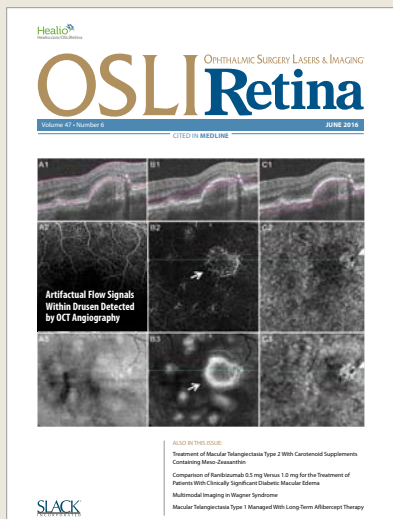 Healio
Healio.com/OSLIRetina
OPHTHALMIC SURGERY LASERS & IMAGING
OSLI Retina
Volume 47 • Number 6
JUNE 2016
CITED IN MEDLINE
A1
B1
C1
A2
B2
C2
Artifactual Flow Signals
Within Drusen Detected
by OCT Angiography
A3
B3
C3
ALSO IN THIS ISSUE:
Treatment of Macular Telangiectasia Type 2 With Carotenoid Supplements
Containing Meso-Zeaxanthin
Comparison of Ranibizumab 0.5 mg Versus 1.0 mg for the Treatment of
Patients With Clinically Significant Diabetic Macular Edema
Multimodal Imaging in Wagner Syndrome
Macular Telangiectasia Type 1 Managed With Long-Term Aflibercept Therapy
SLACK
INCORPORATED